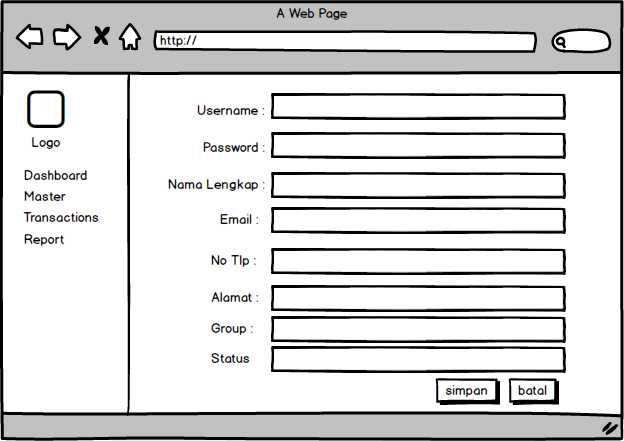 A Web Page
http://
Logo
Dashboard
Master
Transactions
Report
Username :
Password :
Nama Lengkap :
Email :
No Tlp :
Alamat :
Group :
Status
simpan batal